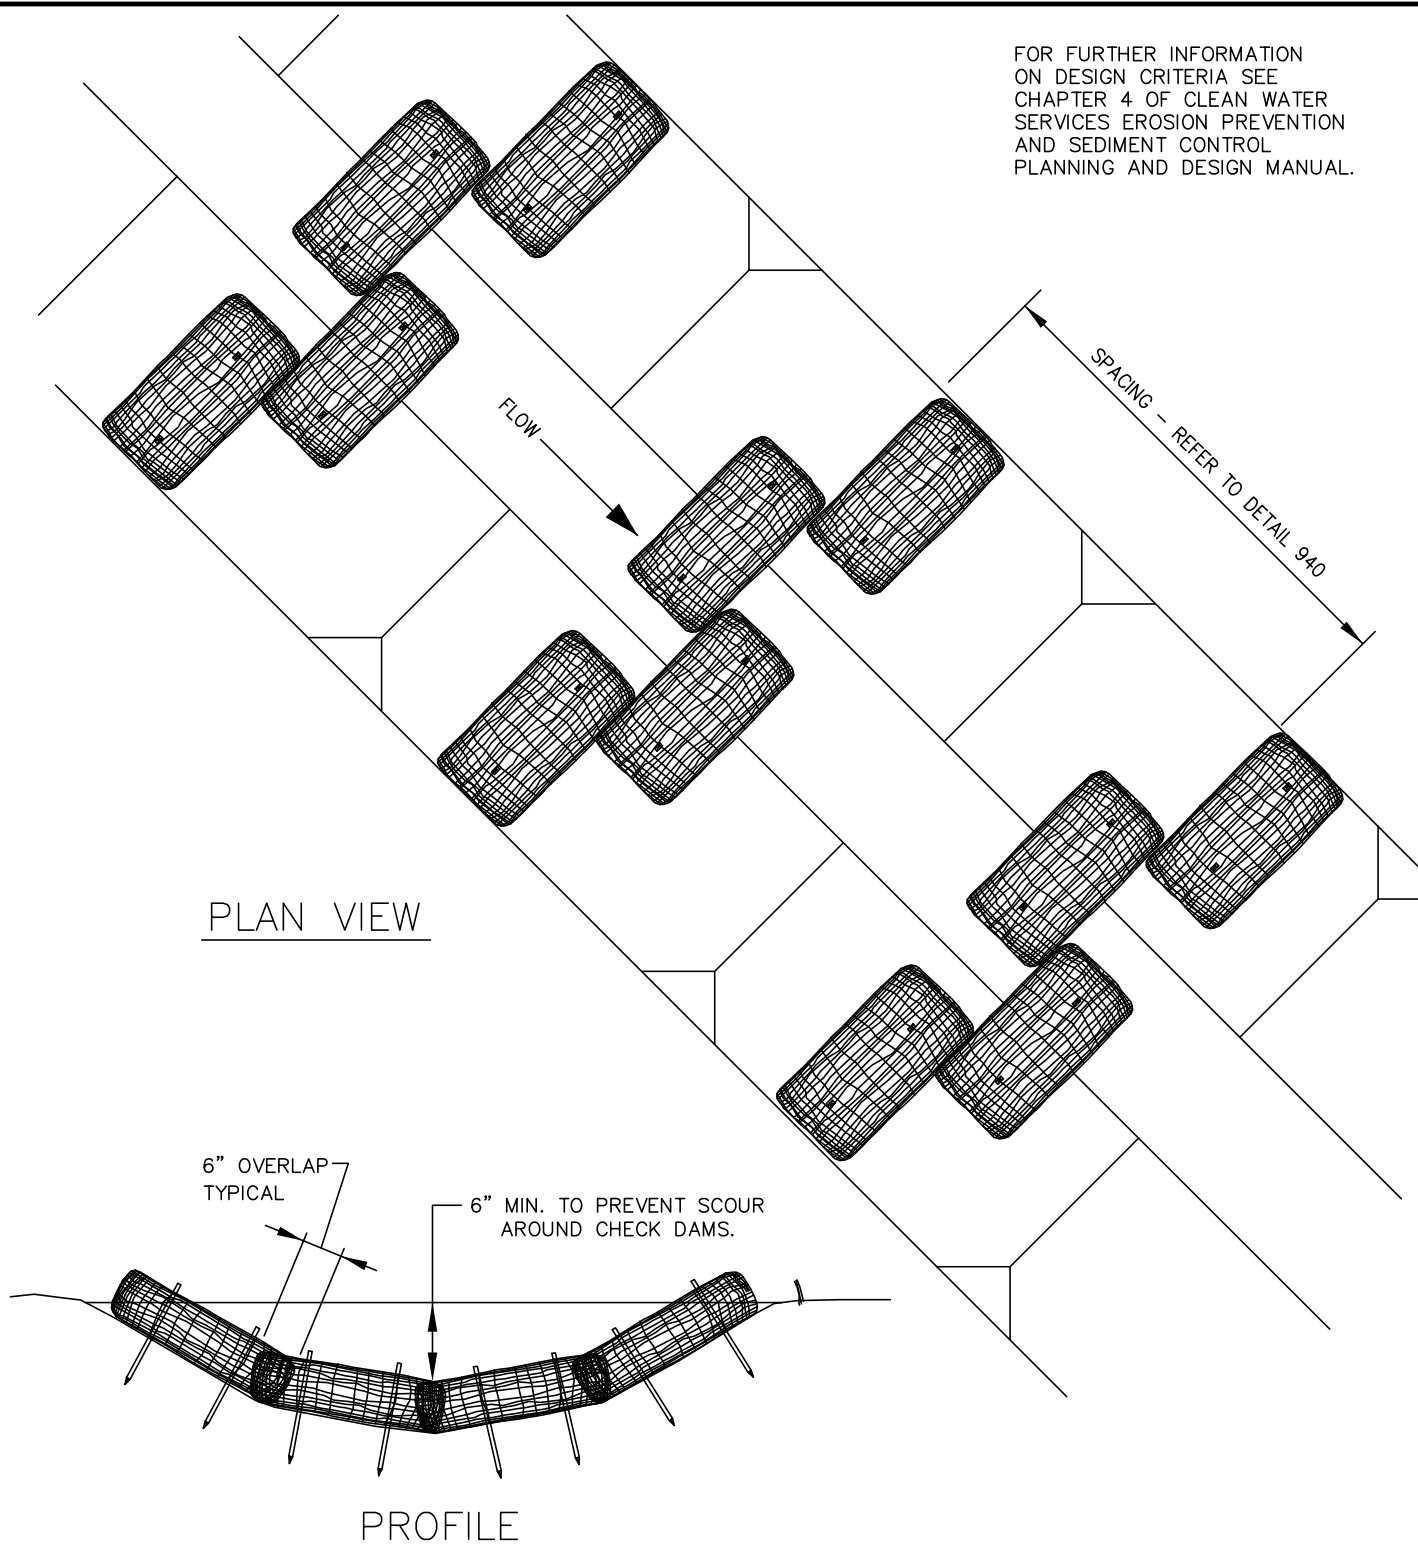 FOR FURTHER INFORMATION
ON DESIGN CRITERIA SEE
CHAPTER 4 OF CLEAN WATER
SERVICES EROSION PREVENTION
AND SEDIMENT CONTROL
PLANNING AND DESIGN MANUAL.
SPACING - REFER TO DETAIL 940
FLOW
PLAN VIEW
6" OVERLAP
TYPICAL
6" MIN. TO PREVENT SCOUR
AROUND CHECK DAMS.
PROFILE